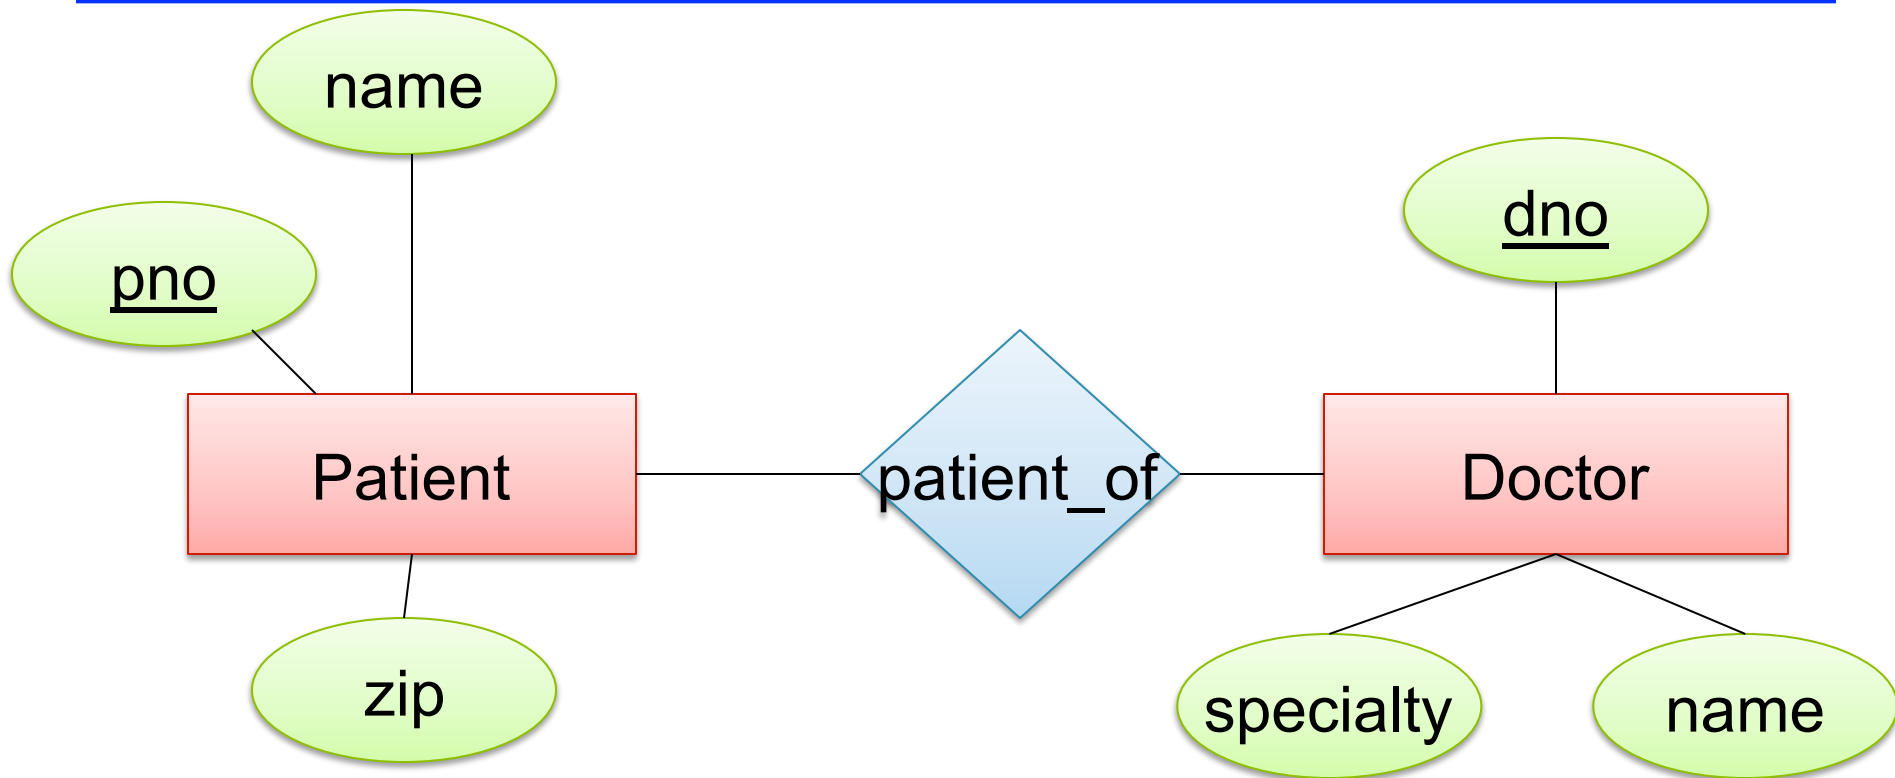 name
dno
pno
Patient
patient_of
Doctor
zip
specialty
name